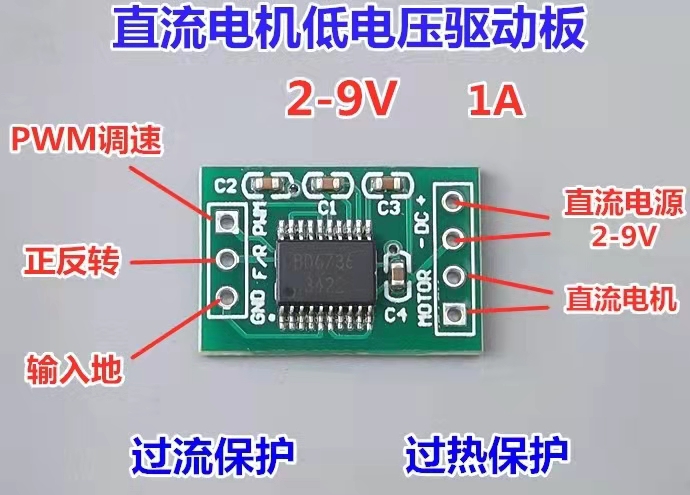 直流电机低电压驱动板
2-9V
1A
PWM调速
正反转
输入地
直流电源
2-9V
直流电机
C2
C1
C3
PWM
F/R
GND
BD6736
- DC +
MOTOR
C4
过流保护
过热保护